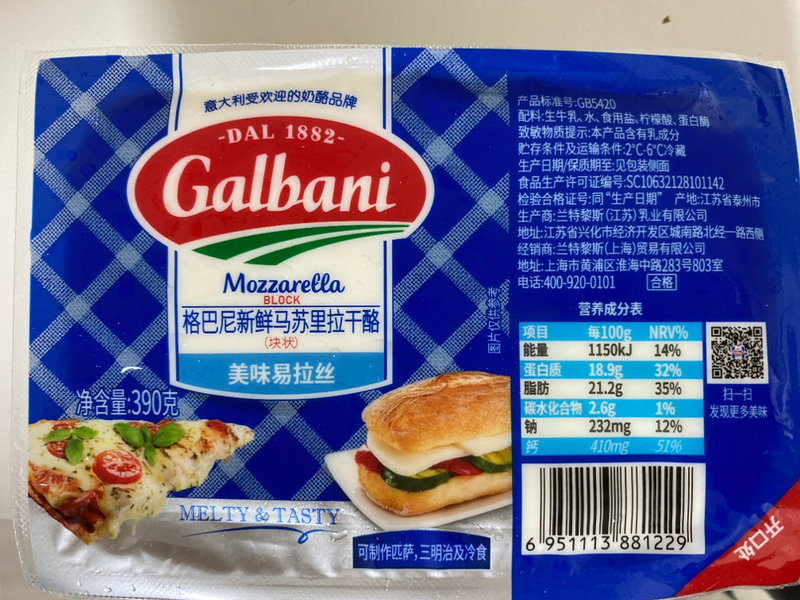 意大利受欢迎的奶酪品牌
-DAL 1882-
Galbani
Mozzarella
BLOCK
格巴尼新鲜马苏里拉干酪
(块状)
美味易拉丝
净含量:390克
MELTY & TASTY
可制作匹萨,三明治及冷食
图片仅供参考
产品标准号:GB5420
配料:生牛乳、水、食用盐、柠檬酸、蛋白酶
致敏物质提示:本产品含有乳成分
贮存条件及运输条件:2°C-6°C冷藏
生产日期/保质期至:见包装侧面
食品生产许可证编号:SC10632128101142
检验合格证号:同“生产日期” 产地:江苏省泰州市
生产商:兰特黎斯(江苏)乳业有限公司
地址:江苏省兴化市经济开发区城南路北经一路西侧
经销商:兰特黎斯(上海)贸易有限公司
地址:上海市黄浦区淮海中路283号803室
电话:400-920-0101 合格
营养成分表
项目 每100g NRV%
能量 1150kJ 14%
蛋白质 18.9g 32%
脂肪 21.2g 35%
碳水化合物 2.6g 1%
钠 232mg 12%
钙 410mg 51%
扫一扫
发现更多美味
6 951113 881229
开口处